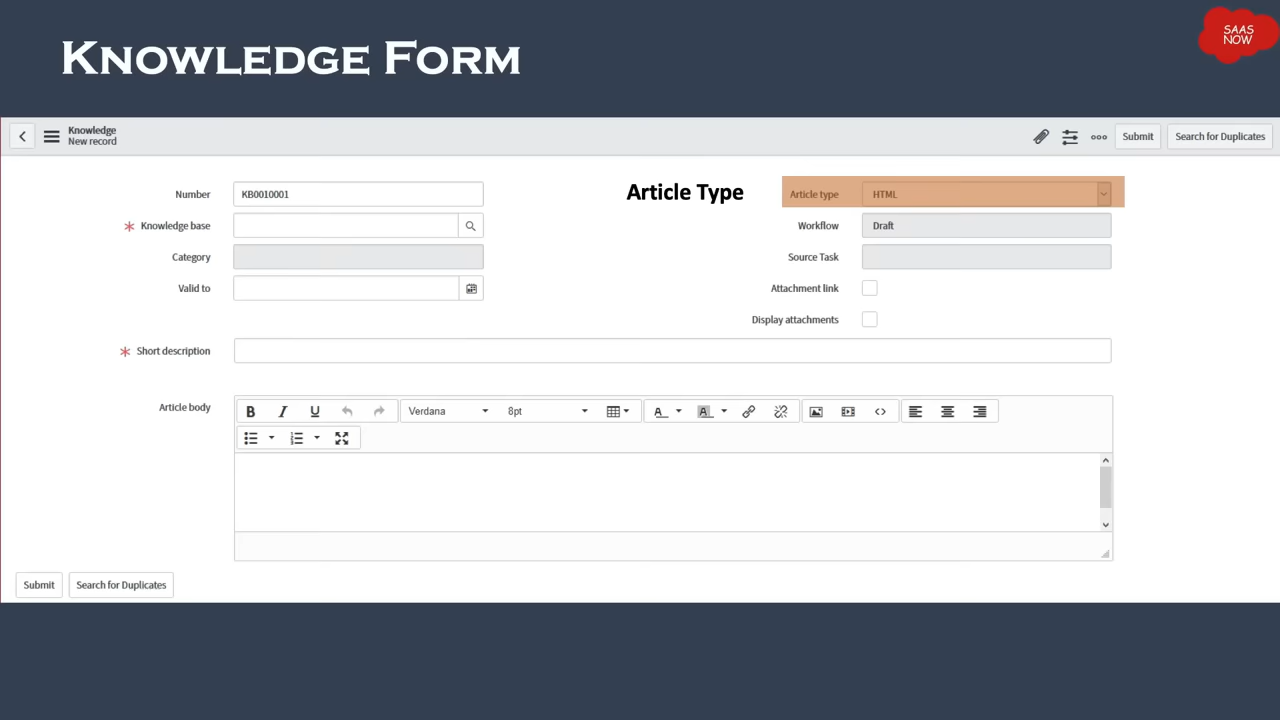 Knowledge Form
SAAS
NOW
Knowledge
New record
Submit
Search for Duplicates
Number
KB0010001
Article Type
Article type
HTML
Knowledge base
Workflow
Draft
Category
Source Task
Valid to
Attachment link
Display attachments
Short description
Article body
B I U
Verdana
8pt
A
A
Submit
Search for Duplicates